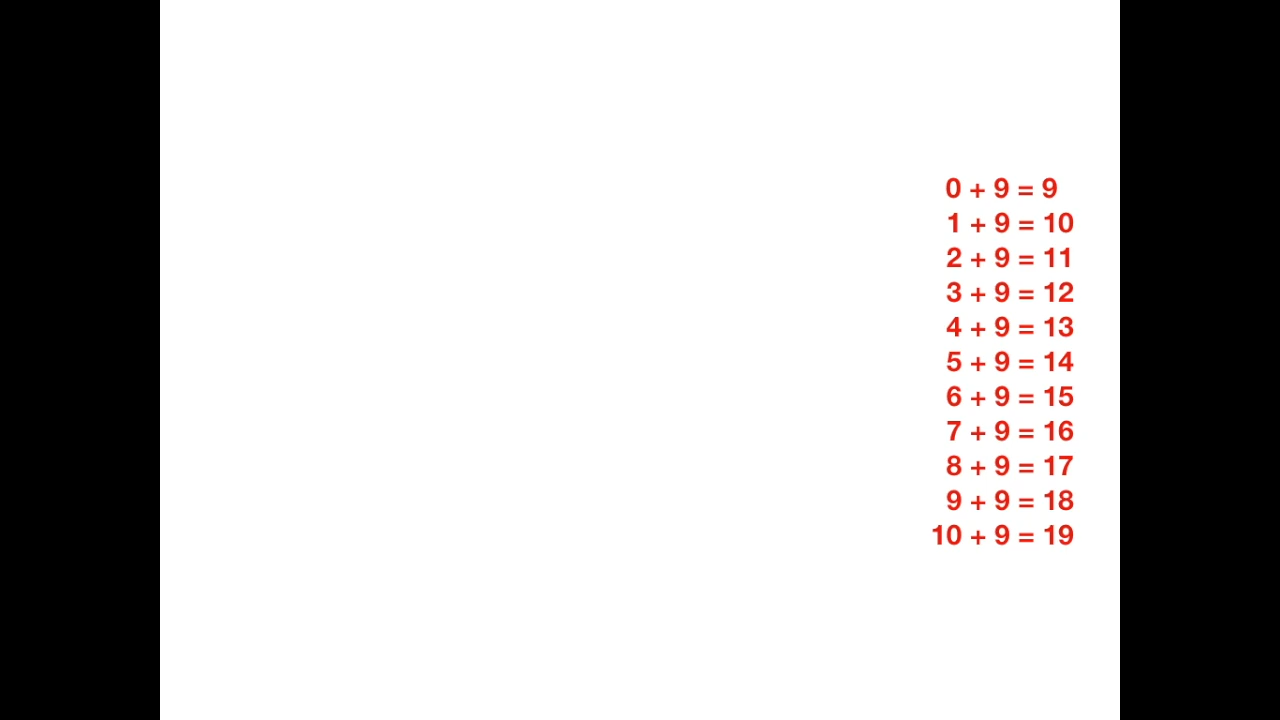 0 + 9 = 9
1 + 9 = 10
2 + 9 = 11
3 + 9 = 12
4 + 9 = 13
5 + 9 = 14
6 + 9 = 15
7 + 9 = 16
8 + 9 = 17
9 + 9 = 18
10 + 9 = 19